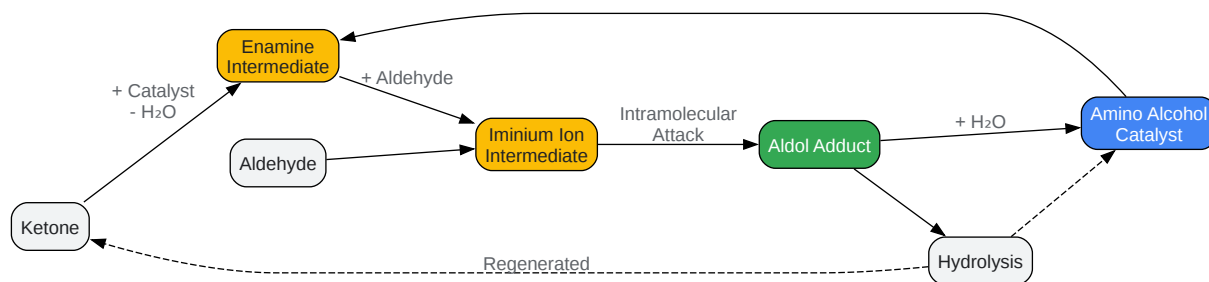 Enamine
Intermediate
+ Catalyst
- H₂O
+ Aldehyde
Aldehyde
Iminium Ion
Intermediate
Intramolecular
Attack
Aldol Adduct
+ H₂O
Amino Alcohol
Catalyst
Ketone
Regenerated
Hydrolysis